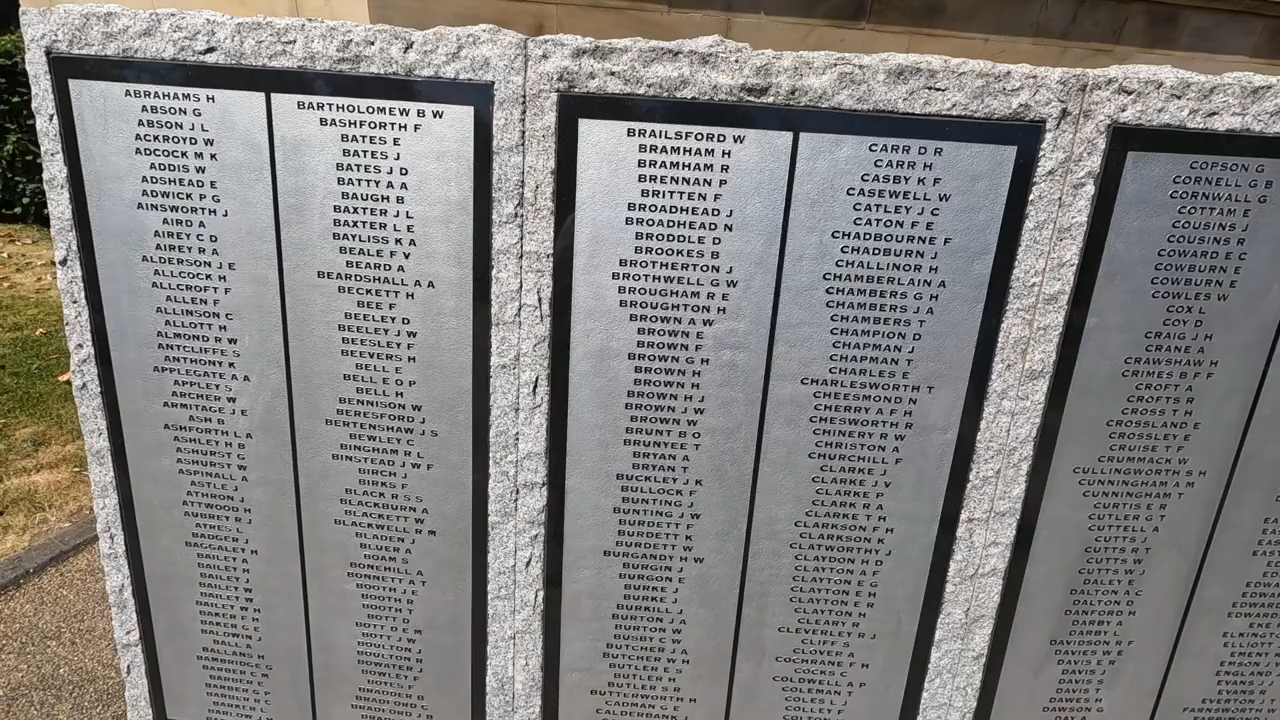 ABRAHAMS H
ABSON G
ABSON J L
ACKROYD W
ADCOCK M K
ADDIS W
ADSHEAD E
ADWICK P G
AINSWORTH J
AIRD A
AIREY C D
AIREY R A
ALDERSON J E
ALLCOCK H
ALLCROFT F
ALLEN F
ALLINSON C
ALLOTT H
ALMOND R W
ANTCLIFFE S
ANTHONY K
APPLEGATE A A
APPLEY S
ARCHER W
ARMITAGE J E
ASH B
ASHFORTH L A
ASHLEY H B
ASHURST G
ASHURST W
ASPINALL A
ASTLE J
ATHRON J
ATTWOOD H
AUBREY R J
AYRES L
BADGER J
BAGGALEY H
BAILEY A
BAILEY H
BAILEY J
BAILEY W
BAILEY W
BAILEY W H
BAKER F H
BAKER G E
BALDWIN J
BALL A
BALLANS H
BAMBRIDGE G
BARBER C M
BARBER E
BARBER G P
BARBER R C
BARKER L
BARLOW J H
BARTHOLOMEW B W
BASHFORTH F
BATES E
BATES J
BATES J D
BATTY A A
BAUGH B
BAXTER J L
BAXTER L E
BAYLISS K A
BEALE F V
BEARD A
BEARDSHALL A A
BECKETT H
BEE F
BEELEY D
BEELEY J W
BEESLEY F
BEEVERS H
BELL E
BELL E O P
BELL H
BENNISON W
BERESFORD J
BERTENSHAW J S
BEWLEY C
BINGHAM R L
BINSTEAD J W F
BIRCH J
BIRKS F
BLACK R S S
BLACKBURN A
BLACKETT W
BLACKWELL R M
BLADEN J
BLUER A
BOAM S
BONEHILL A
BONNETT A T
BOOTH J E
BOOTH R
BOOTH T
BOTT D
BOTT D E M
BOTT J W
BOULTON J
BOULTON R
BOWATER J
BOWLEY F
BOYES F
BRADDER B
BRADFORD C
BRADFORD J B
BRAILSFORD W
BRAMHAM H
BRAMHAM R
BRENNAN P
BRITTEN F
BROADHEAD J
BROADHEAD N
BRODDLE D
BROOKES B
BROTHERTON J
BROTHWELL G W
BROUGHAM R E
BROUGHTON H
BROWN A W
BROWN E
BROWN F
BROWN G H
BROWN H
BROWN H
BROWN H J
BROWN J W
BROWN W
BRUNT B O
BRUNYEE T
BRYAN A
BRYAN T
BUCKLEY J K
BULLOCK F
BUNTING J
BUNTING J W
BURDETT F
BURDETT K
BURDETT W
BURGANDY H W
BURGIN J
BURGON E
BURKE J
BURKE J
BURKILL J
BURTON J A
BURTON W
BUSBY C W
BUTCHER J A
BUTCHER W H
BUTLER E S
BUTLER H
BUTLER S R
BUTTERWORTH H
CADMAN G E
CALDERBANK J
CARR D R
CARR H
CASBY K F
CASEWELL W
CATLEY J C
CATON F E
CHADBOURNE F
CHADBURN J
CHALLINOR H
CHAMBERLAIN A
CHAMBERS G H
CHAMBERS J A
CHAMBERS T
CHAMPION D
CHAPMAN J
CHAPMAN T
CHARLES E
CHARLESWORTH T
CHEESMOND N
CHERRY A F H
CHESWORTH R
CHINERY R W
CHRISTON A
CHURCHILL F
CLARKE J
CLARKE J V
CLARKE P
CLARK R A
CLARKE T H
CLARKSON F H
CLARKSON K
CLATWORTHY J
CLAYDON H D
CLAYTON A F
CLAYTON E G
CLAYTON E H
CLAYTON E R
CLAYTON H
CLEARY R
CLEVERLEY R J
CLIFF S
CLOVER A
COCHRANE F H
COCKS C
COLDWELL A P
COLEMAN T
COLES L J
COLLEY F
COPSON G
CORNELL G B
CORNWALL G
COTTAM E
COUSINS J
COUSINS R
COWARD E C
COWBURN E
COWBURN E
COWLES W
COX L
COY D
CRAIG J H
CRANE A
CRAWSHAW H
CRIMES B F F
CROFT A
CROFTS R
CROSS T H
CROSSLAND E
CROSSLEY E
CRUISE T F
CRUMMACK W
CULLINGWORTH S H
CUNNINGHAM A M
CUNNINGHAM T
CURTIS E R
CUTLER G T
CUTTELL A
CUTTS J
CUTTS R T
CUTTS W
CUTTS W J
DALEY E
DALTON A C
DALTON D
DANFORD H
DARBY A
DARBY L
DAVIDSON R F
DAVIES W E
DAVIS E R
DAVIS J
DAVIS S
DAVIS T
DAWES H
DAWSON G
DAY A